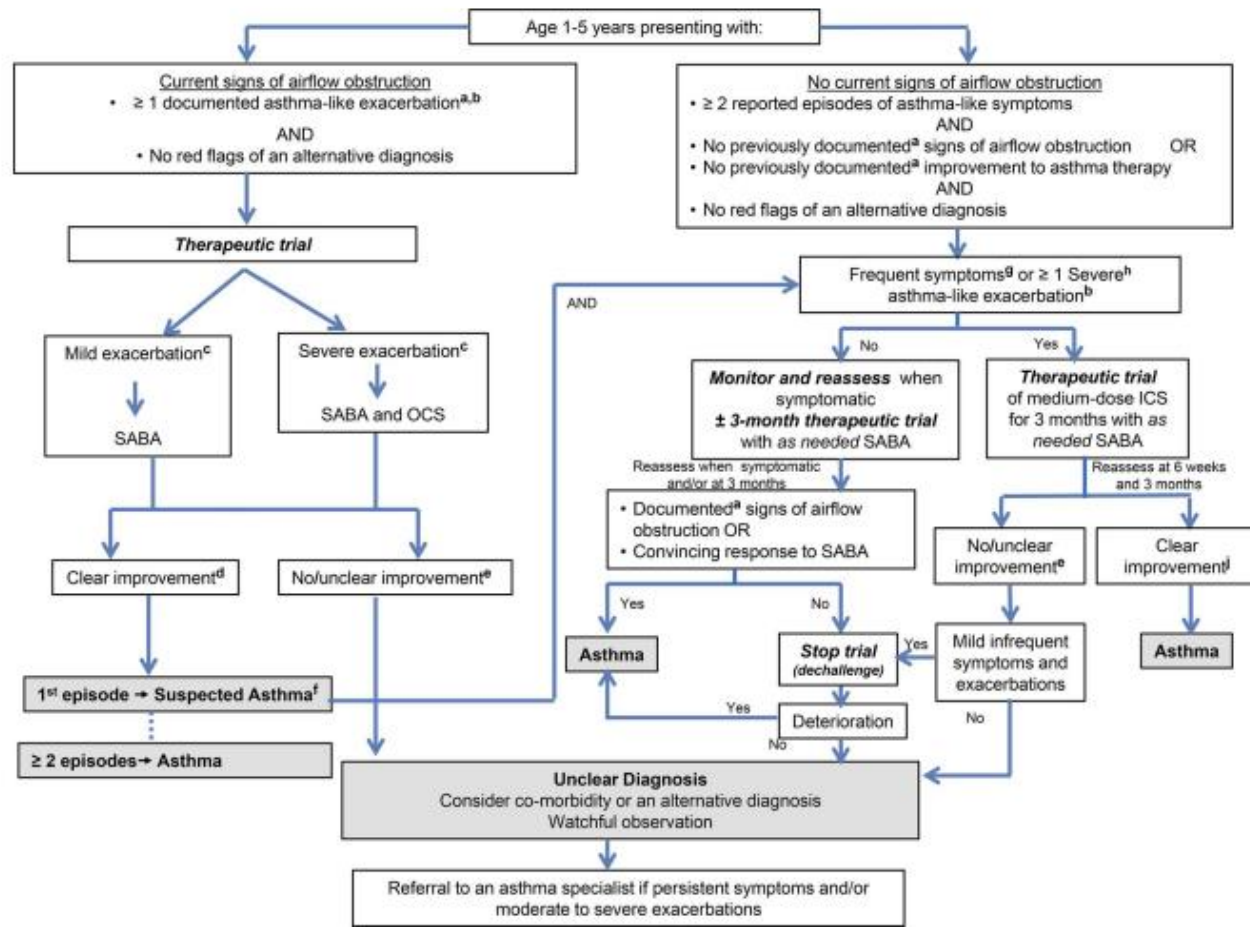 Age 1-5 years presenting with:
Current signs of airflow obstruction
• ≥ 1 documented asthma-like exacerbationa,b
AND
• No red flags of an alternative diagnosis
No current signs of airflow obstruction
• ≥ 2 reported episodes of asthma-like symptoms
AND
• No previously documenteda signs of airflow obstruction OR
• No previously documenteda improvement to asthma therapy
AND
• No red flags of an alternative diagnosis
Therapeutic trial
Mild exacerbationc
SABA
Severe exacerbationc
SABA and OCS
Clear improvementd
No/unclear improvemente
1st episode → Suspected Asthmaf
≥ 2 episodes→ Asthma
AND
Frequent symptomsg or ≥ 1 Severeh
asthma-like exacerbationb
No
Yes
Monitor and reassess when
symptomatic
± 3-month therapeutic trial
with as needed SABA
Therapeutic trial
of medium-dose ICS
for 3 months with as
needed SABA
Reassess when symptomatic
and/or at 3 months
Reassess at 6 weeks
and 3 months
• Documenteda signs of airflow
obstruction OR
• Convincing response to SABA
No/unclear
improvemente
Clear
improvementj
Yes
No
Asthma
Stop trial
(dechallenge)
Yes
Mild infrequent
symptoms and
exacerbations
Asthma
Yes
Deterioration
No
No
Unclear Diagnosis
Consider co-morbidity or an alternative diagnosis
Watchful observation
Referral to an asthma specialist if persistent symptoms and/or
moderate to severe exacerbations